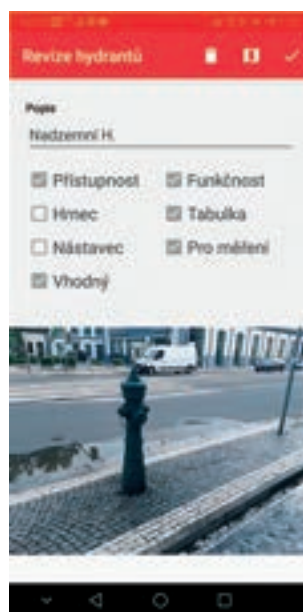 Revize hydrantů
Popis
Nadzemní H.
Přístupnost
Funkčnost
Hrnec
Tabulka
Nástavec
Pro měření
Vhodný